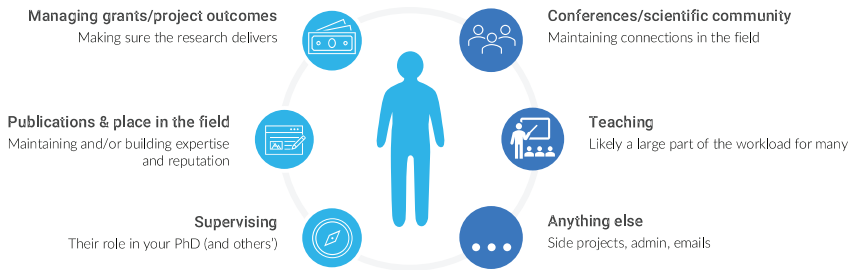 Managing grants/project outcomes
Making sure the research delivers
Conferences/scientific community
Maintaining connections in the field
Publications & place in the field
Maintaining and/or building expertise
and reputation
Teaching
Likely a large part of the workload for many
Supervising
Their role in your PhD (and others')
Anything else
Side projects, admin, emails